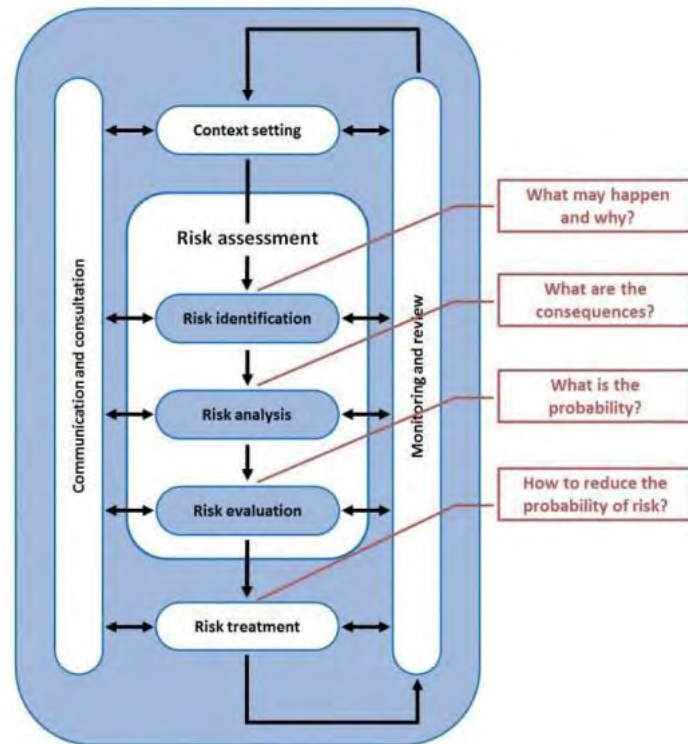 Context setting
Communication and consultation
Monitoring and review
Risk assessment
Risk identification
Risk analysis
Risk evaluation
Risk treatment
What may happen
and why?
What are the
consequences?
What is the
probability?
How to reduce the
probability of risk?